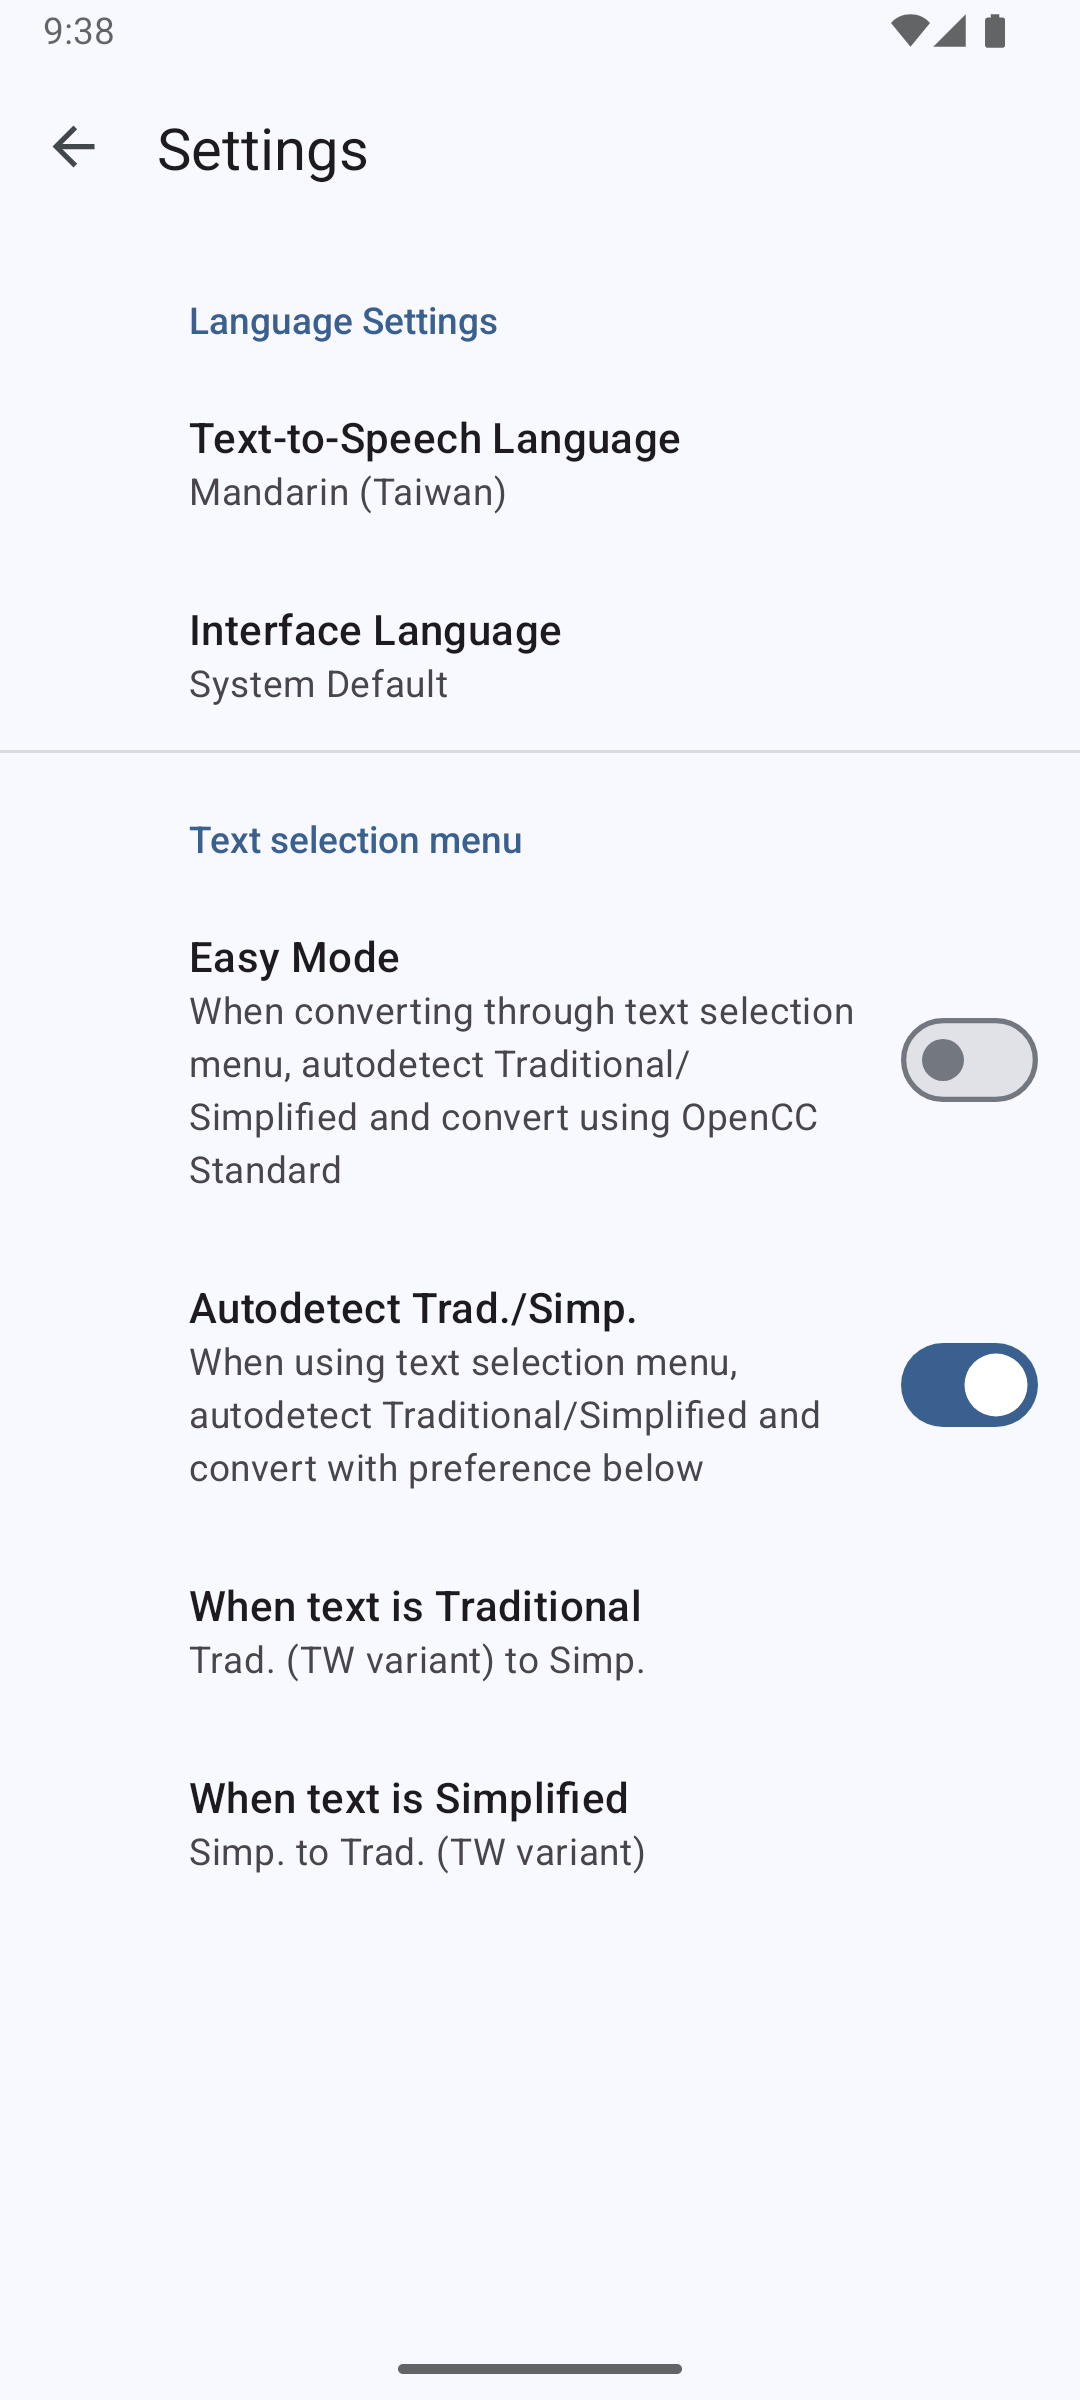 9:38
Settings
Language Settings
Text-to-Speech Language
Mandarin (Taiwan)
Interface Language
System Default
Text selection menu
Easy Mode
When converting through text selection
menu, autodetect Traditional/
Simplified and convert using OpenCC
Standard
Autodetect Trad./Simp.
When using text selection menu,
autodetect Traditional/Simplified and
convert with preference below
When text is Traditional
Trad. (TW variant) to Simp.
When text is Simplified
Simp. to Trad. (TW variant)